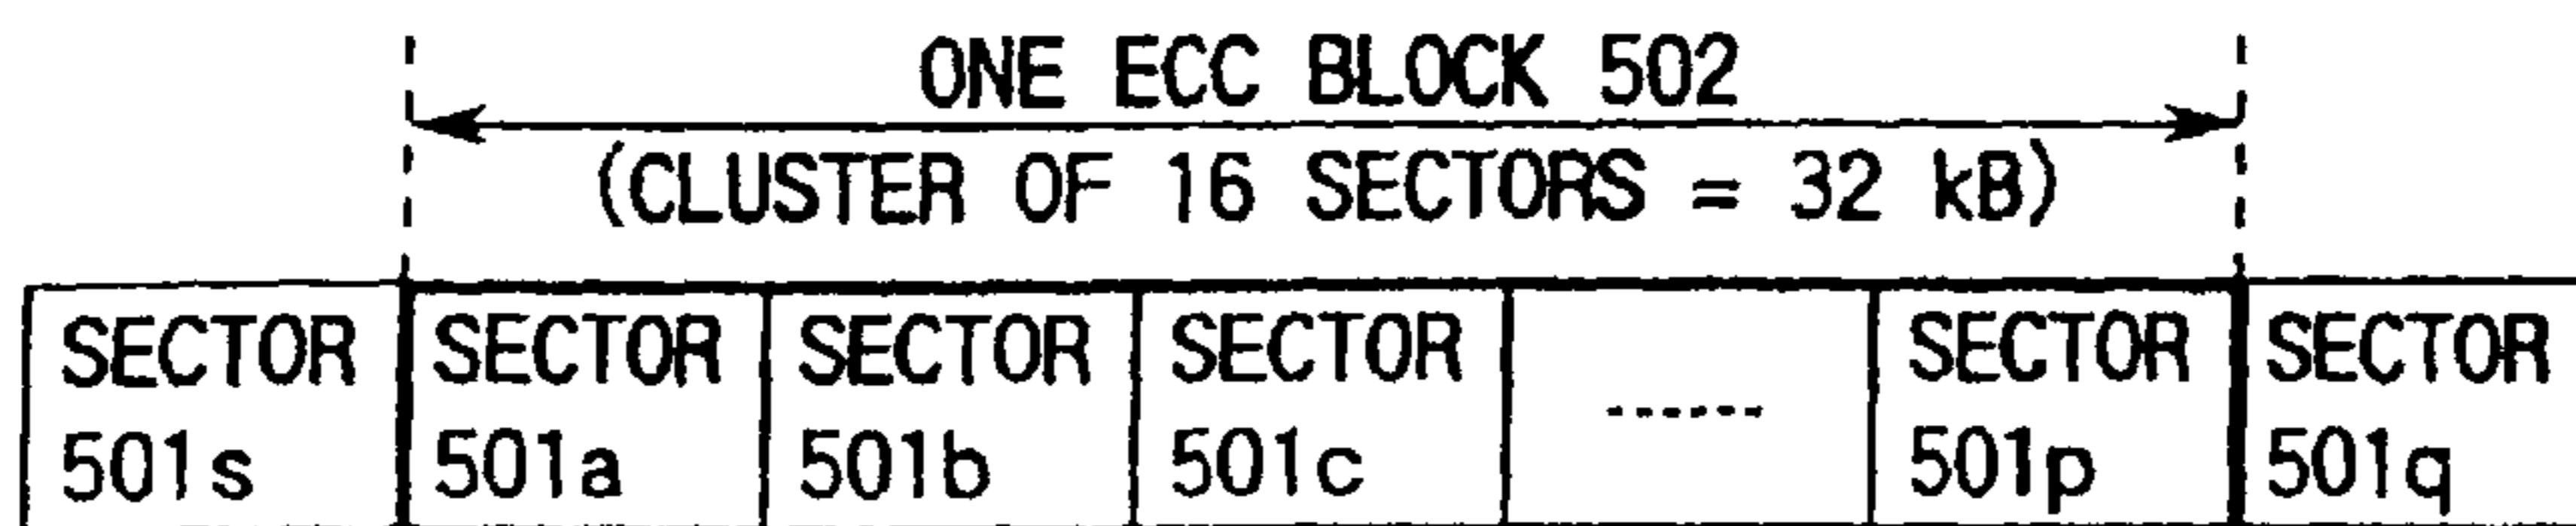 ONE ECC BLOCK 502
(CLUSTER OF 16 SECTORS = 32 kB)
SECTOR SECTOR SECTOR SECTOR ------ SECTOR SECTOR
501s 501a 501b 501c 501p 501q